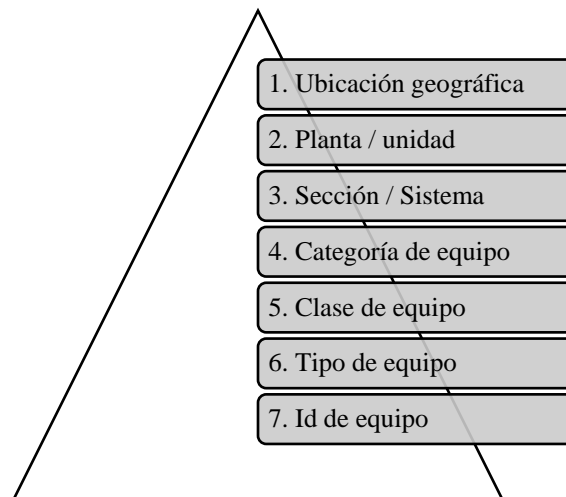 1. Ubicación geográfica
2. Planta / unidad
3. Sección / Sistema
4. Categoría de equipo
5. Clase de equipo
6. Tipo de equipo
7. Id de equipo